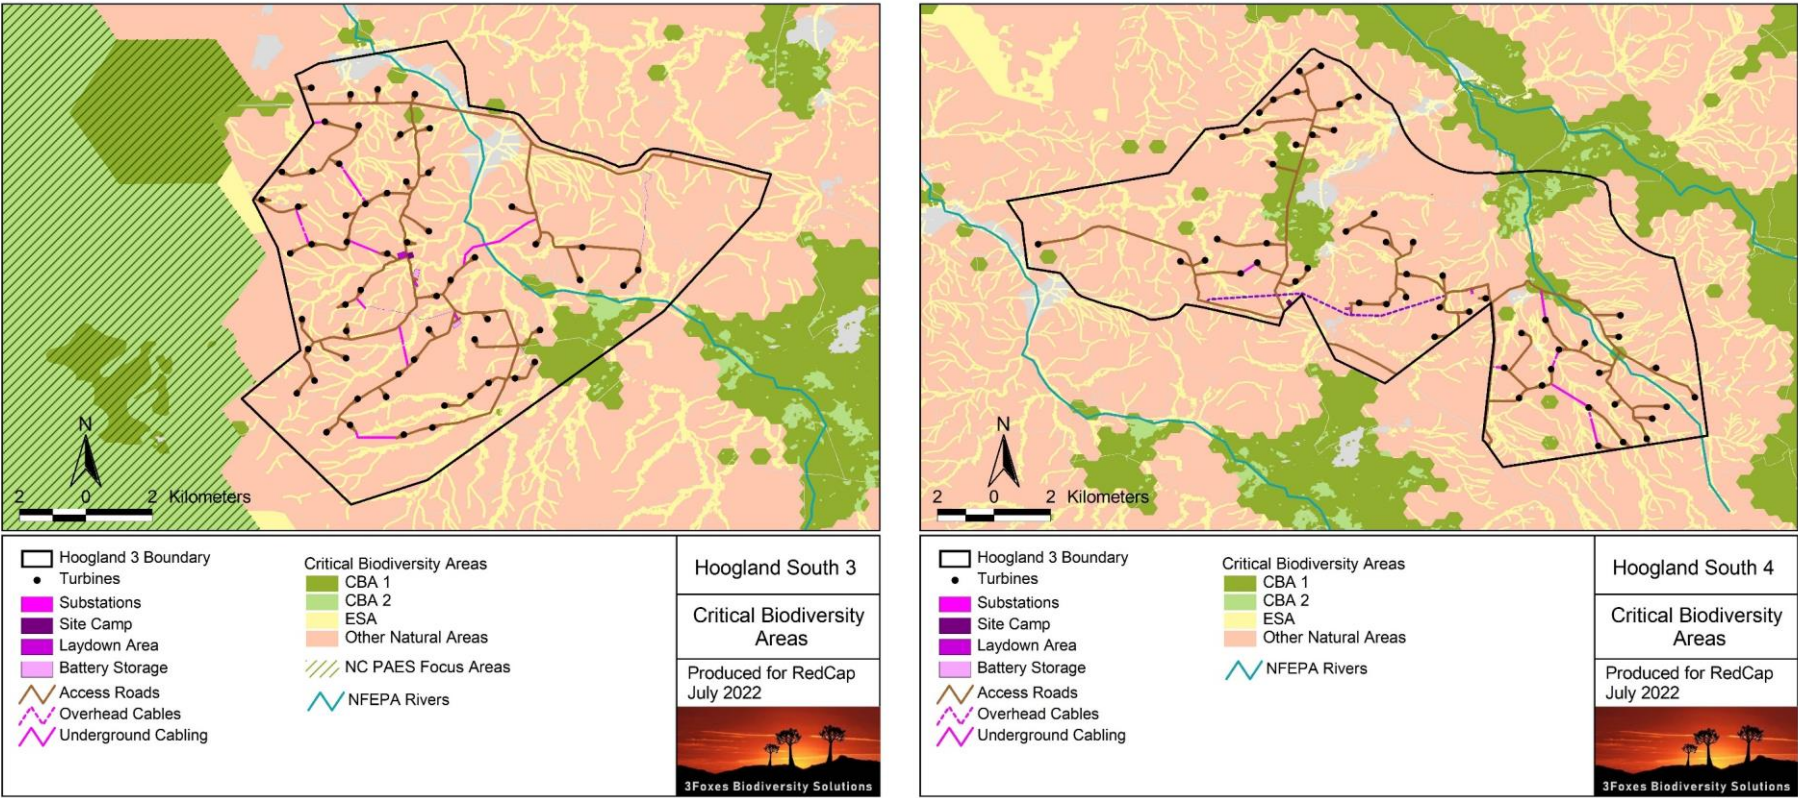 N
2 0 2 Kilometers
Hoogland 3 Boundary
Turbines
Substations
Site Camp
Laydown Area
Battery Storage
Access Roads
Overhead Cables
Underground Cabling
Critical Biodiversity Areas
CBA 1
CBA 2
ESA
Other Natural Areas
NC PAES Focus Areas
NFEPA Rivers
Hoogland South 3
Critical Biodiversity
Areas
Produced for RedCap
July 2022
3Foxes Biodiversity Solutions
N
2 0 2 Kilometers
Hoogland 3 Boundary
Turbines
Substations
Site Camp
Laydown Area
Battery Storage
Access Roads
Overhead Cables
Underground Cabling
Critical Biodiversity Areas
CBA 1
CBA 2
ESA
Other Natural Areas
NFEPA Rivers
Hoogland South 4
Critical Biodiversity
Areas
Produced for RedCap
July 2022
3Foxes Biodiversity Solutions